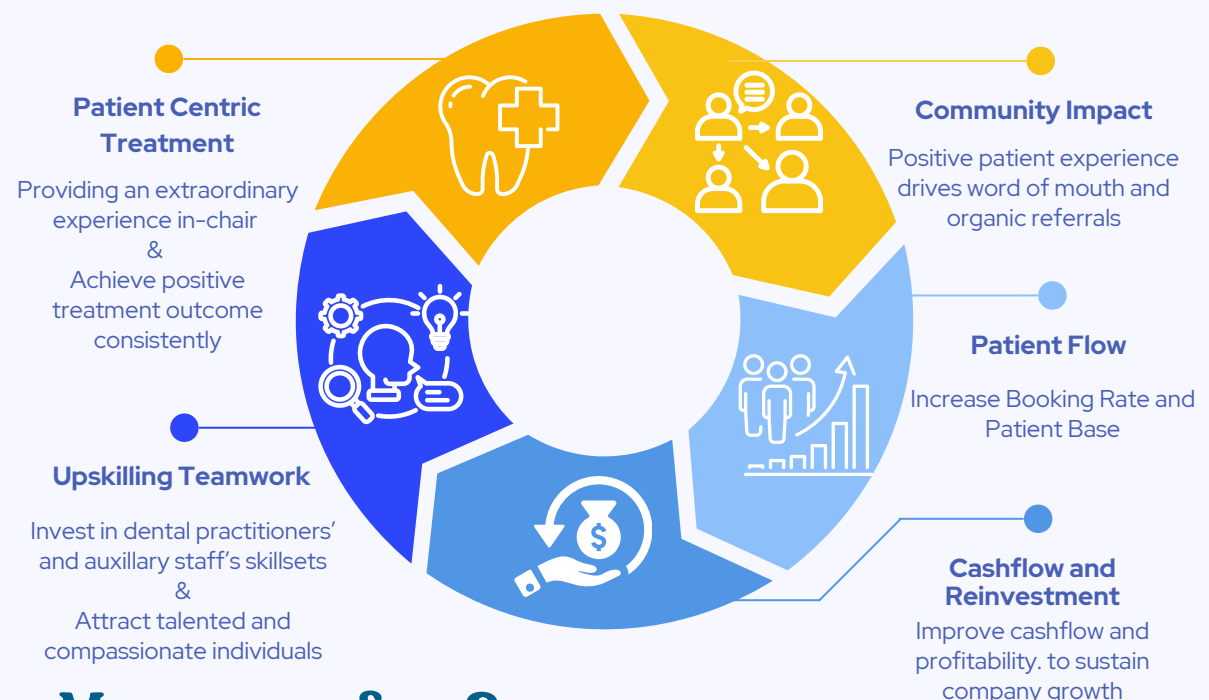 Patient Centric
Treatment
Providing an extraordinary
experience in-chair
&
Achieve positive
treatment outcome
consistently
Upskilling Teamwork
Invest in dental practitioners’
and auxillary staff’s skillsets
&
Attract talented and
compassionate individuals
Community Impact
Positive patient experience
drives word of mouth and
organic referrals
Patient Flow
Increase Booking Rate and
Patient Base
$
Cashflow and
Reinvestment
Improve cashflow and
profitability. to sustain
company growth